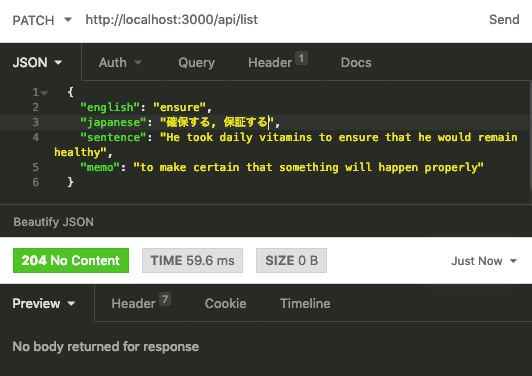 PATCH http://localhost:3000/api/list Send
JSON Auth Query Header 1 Docs
1 {
2 "english": "ensure",
3 "japanese": "確保する, 保証する",
4 "sentence": "He took daily vitamins to ensure that he would remain
healthy",
5 "memo": "to make certain that something will happen properly"
6 }
Beautify JSON
204 No Content TIME 59.6 ms SIZE 0 B Just Now
Preview Header 7 Cookie Timeline
No body returned for response